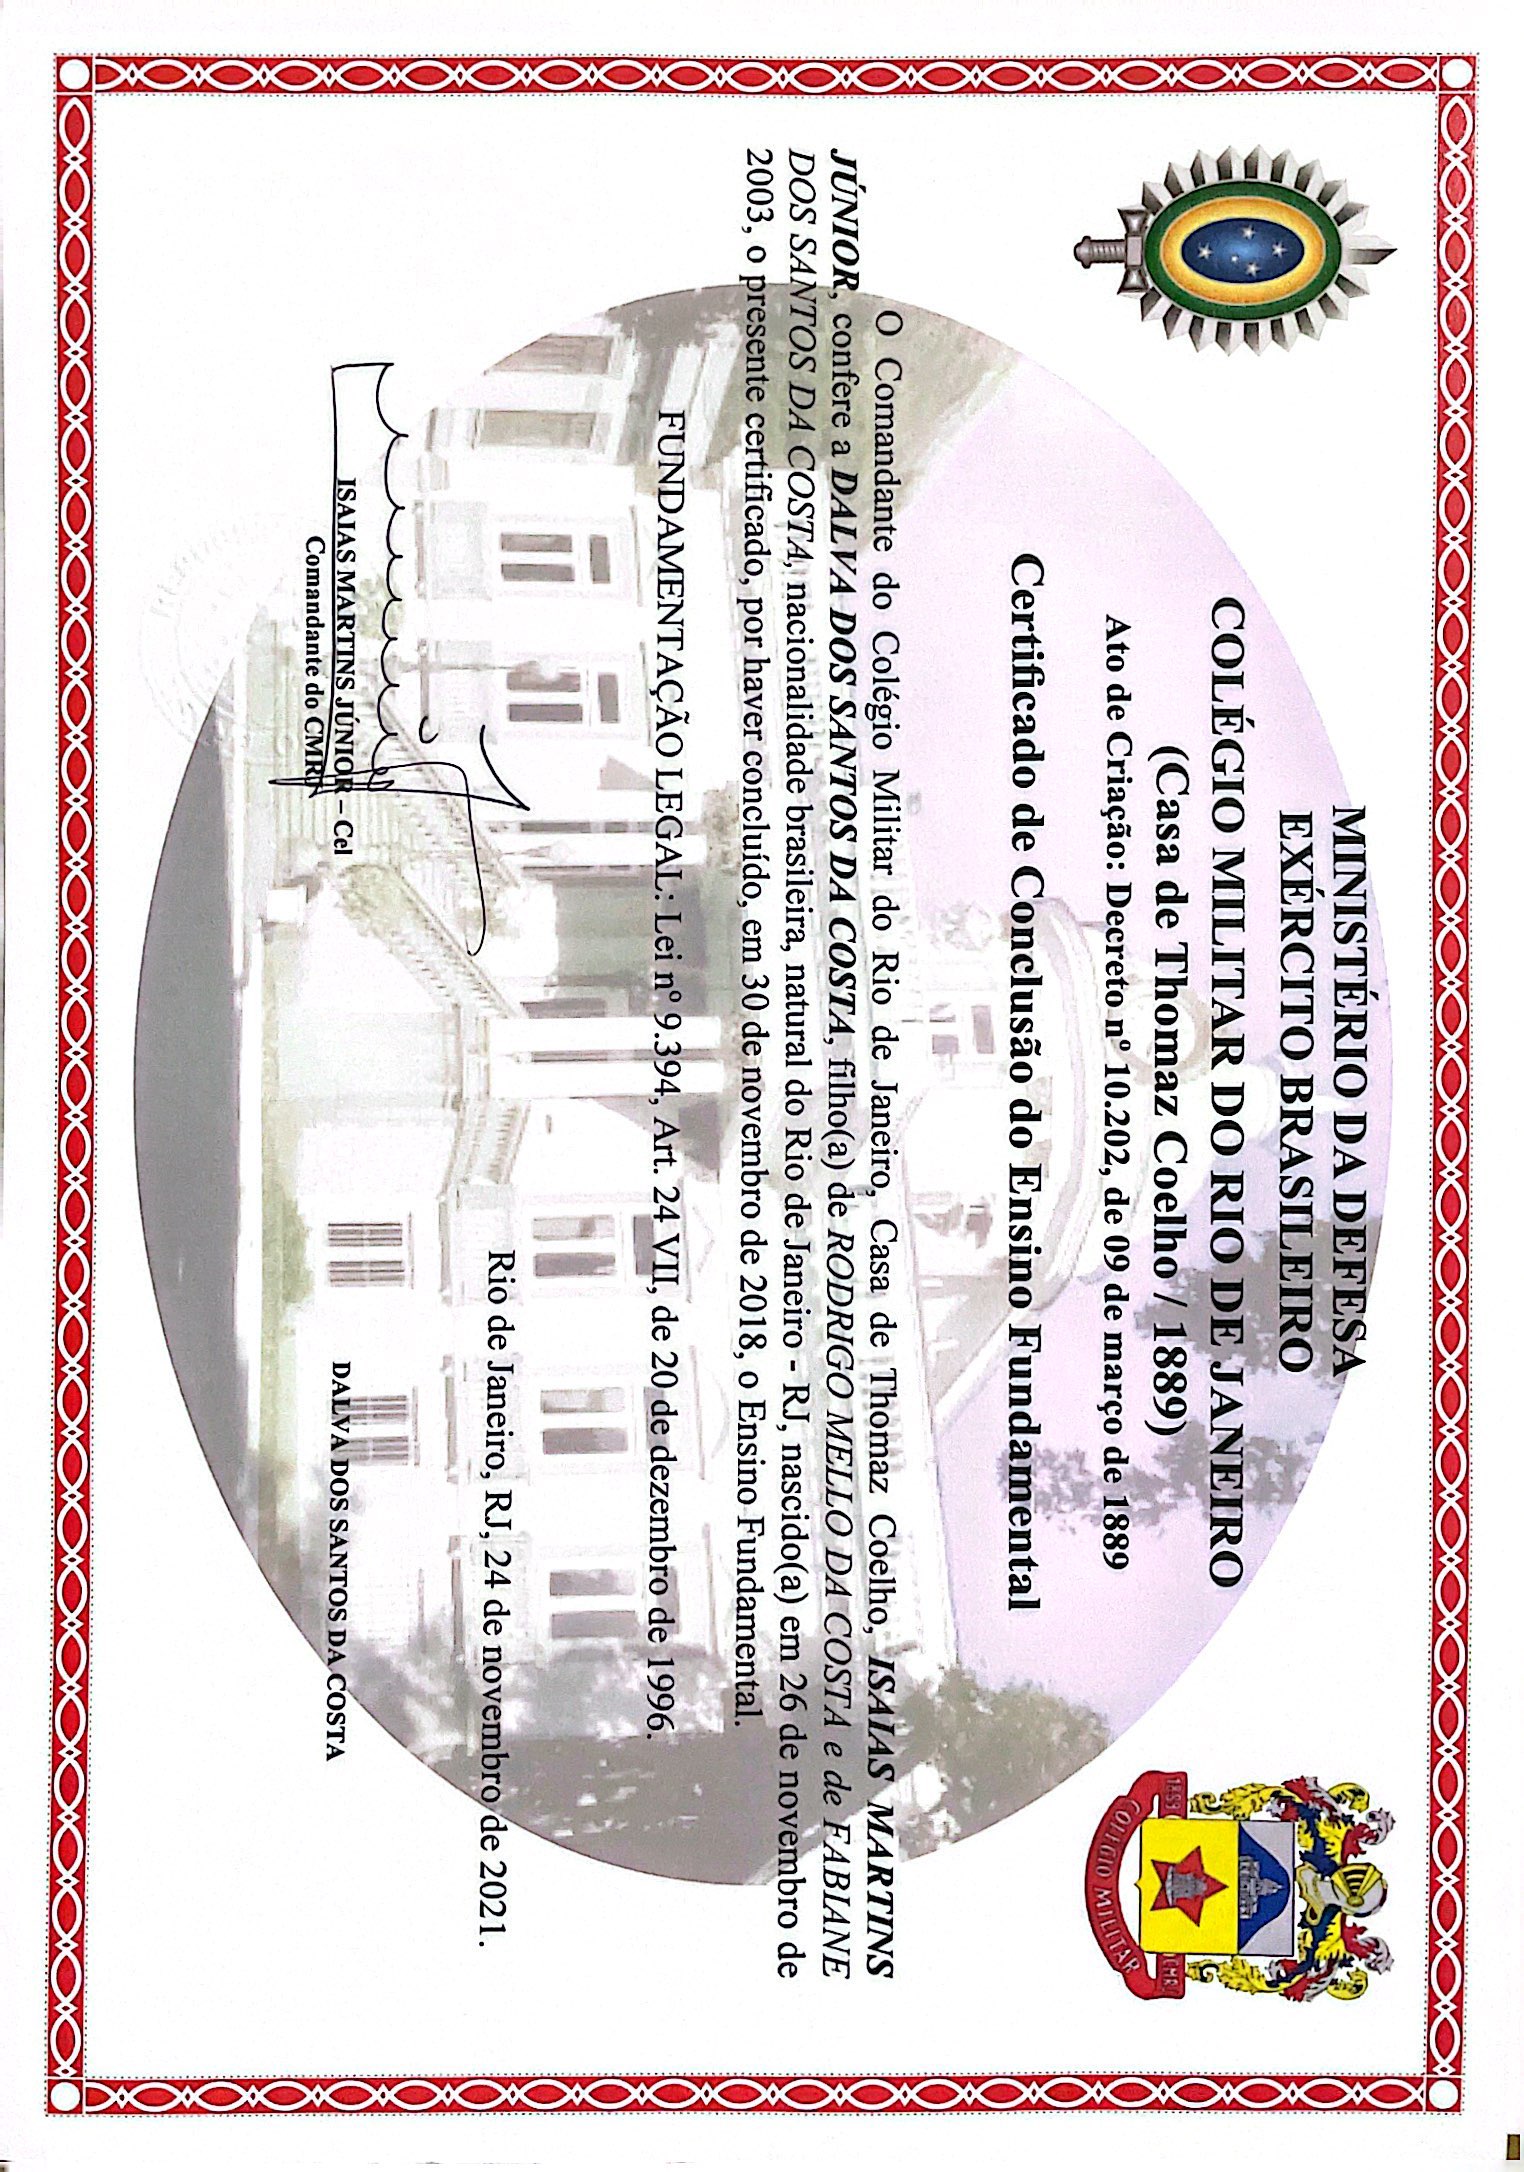 MINISTÉRIO DA DEFESA
EXÉRCITO BRASILEIRO
COLÉGIO MILITAR DO RIO DE JANEIRO
(Casa de Thomaz Coelho / 1889)
Ato de Criação: Decreto nº 10.202, de 09 de março de 1889
1889
CMRJ
COLEGIO MILITAR
Certificado de Conclusão do Ensino Fundamental
O Comandante do Colégio Militar do Rio de Janeiro, Casa de Thomaz Coelho, ISAIAS MARTINS
JÚNIOR, confere a DALVA DOS SANTOS DA COSTA, filho(a) de RODRIGO MELLO DA COSTA e de FABIANE
DOS SANTOS DA COSTA, nacionalidade brasileira, natural do Rio de Janeiro - RJ, nascido(a) em 26 de novembro de
2003, o presente certificado, por haver concluído, em 30 de novembro de 2018, o Ensino Fundamental.
FUNDAMENTAÇÃO LEGAL: Lei nº 9.394, Art. 24 VII, de 20 de dezembro de 1996.
Rio de Janeiro, RJ, 24 de novembro de 2021.
ISAIAS MARTINS JÚNIOR – Cel
Comandante do CMRJ
DALVA DOS SANTOS DA COSTA